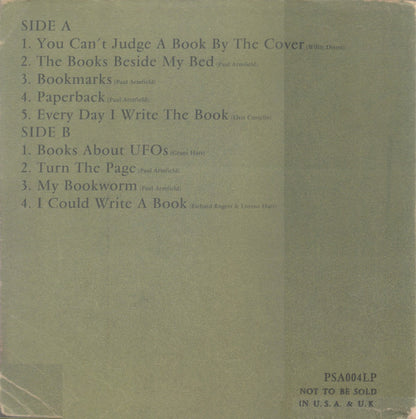 SIDE A
1. You Can't Judge A Book By The Cover (Willie Dixon)
2. The Books Beside My Bed (Paul Armfield)
3. Bookmarks (Paul Armfield)
4. Paperback (Paul Armfield)
5. Every Day I Write The Book (Elvis Costello)
SIDE B
1. Books About UFOs (Grant Hart)
2. Turn The Page (Paul Armfield)
3. My Bookworm (Paul Armfield)
4. I Could Write A Book (Richard Rogers & Lorenz Hart)
PSA004LP
NOT TO BE SOLD
IN U.S.A. & U.K.